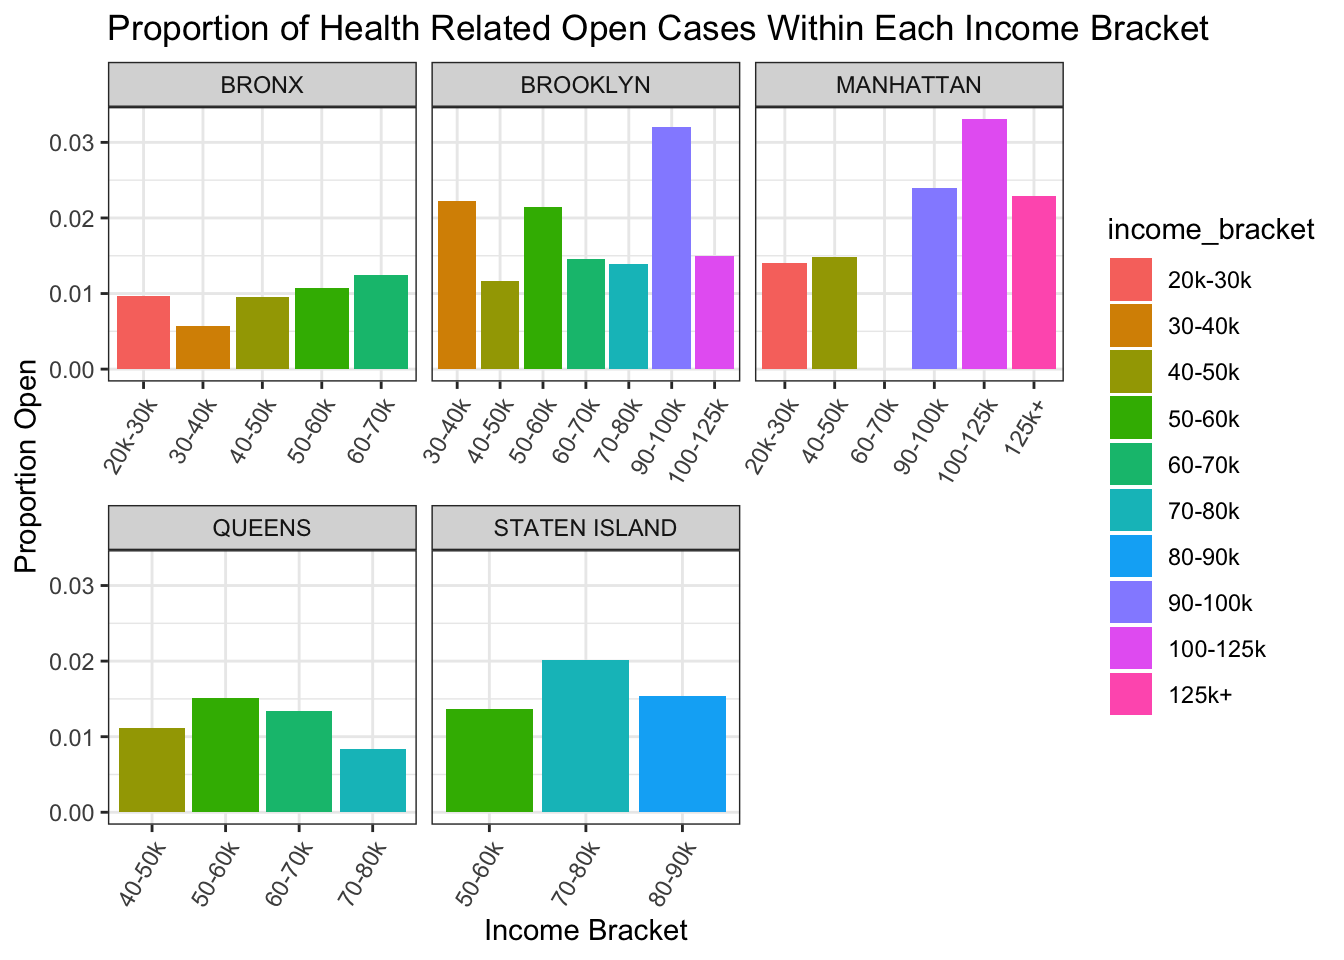 Proportion of Health Related Open Cases Within Each Income Bracket
BRONX
BROOKLYN
MANHATTAN
0.03
0.02
0.01
0.00
20k-30k
30-40k
40-50k
50-60k
60-70k
30-40k
40-50k
50-60k
60-70k
70-80k
90-100k
100-125k
20k-30k
40-50k
60-70k
90-100k
100-125k
125k+
Proportion Open
QUEENS
STATEN ISLAND
0.03
0.02
0.01
0.00
40-50k
50-60k
60-70k
70-80k
50-60k
70-80k
80-90k
Income Bracket
income_bracket
20k-30k
30-40k
40-50k
50-60k
60-70k
70-80k
80-90k
90-100k
100-125k
125k+